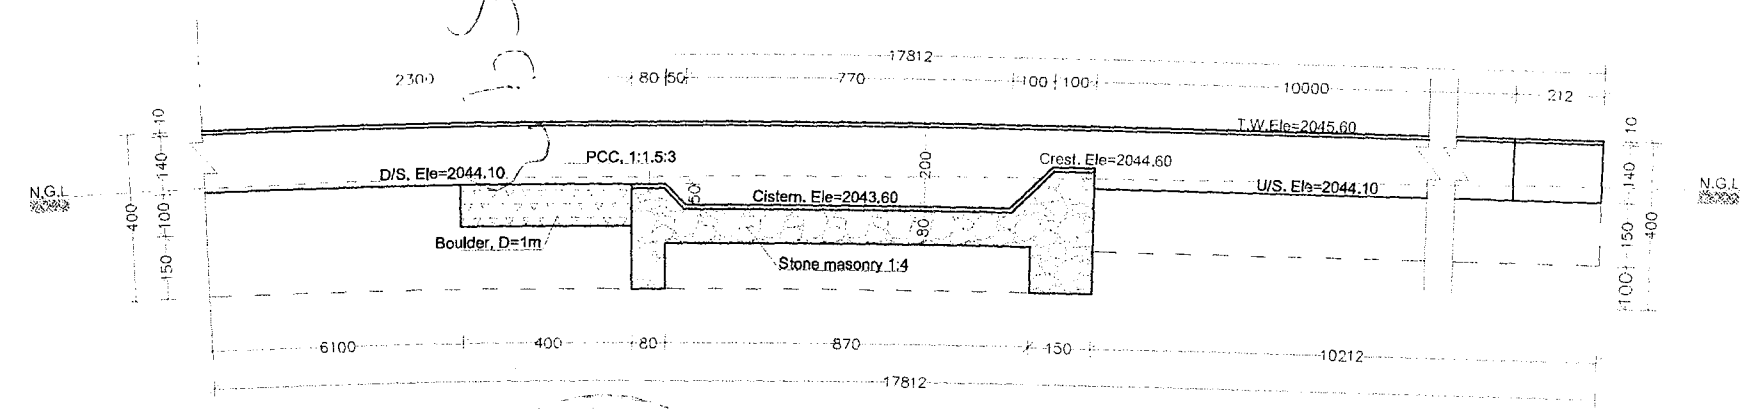 17812
2300 80 50 770 100 100 10000 212
10 10
T.W.Ele=2045.60
PCC, 1:1.5:3 200 Crest. Ele=2044.60
140 D/S. Ele=2044.10 140
N.G.L 50 Cistern. Ele=2043.60 U/S. Ele=2044.10 N.G.L
400 100 80 150 400
Boulder, D=1m
150 Stone masonry 1:4 100
6100 400 80 870 150 10212
17812